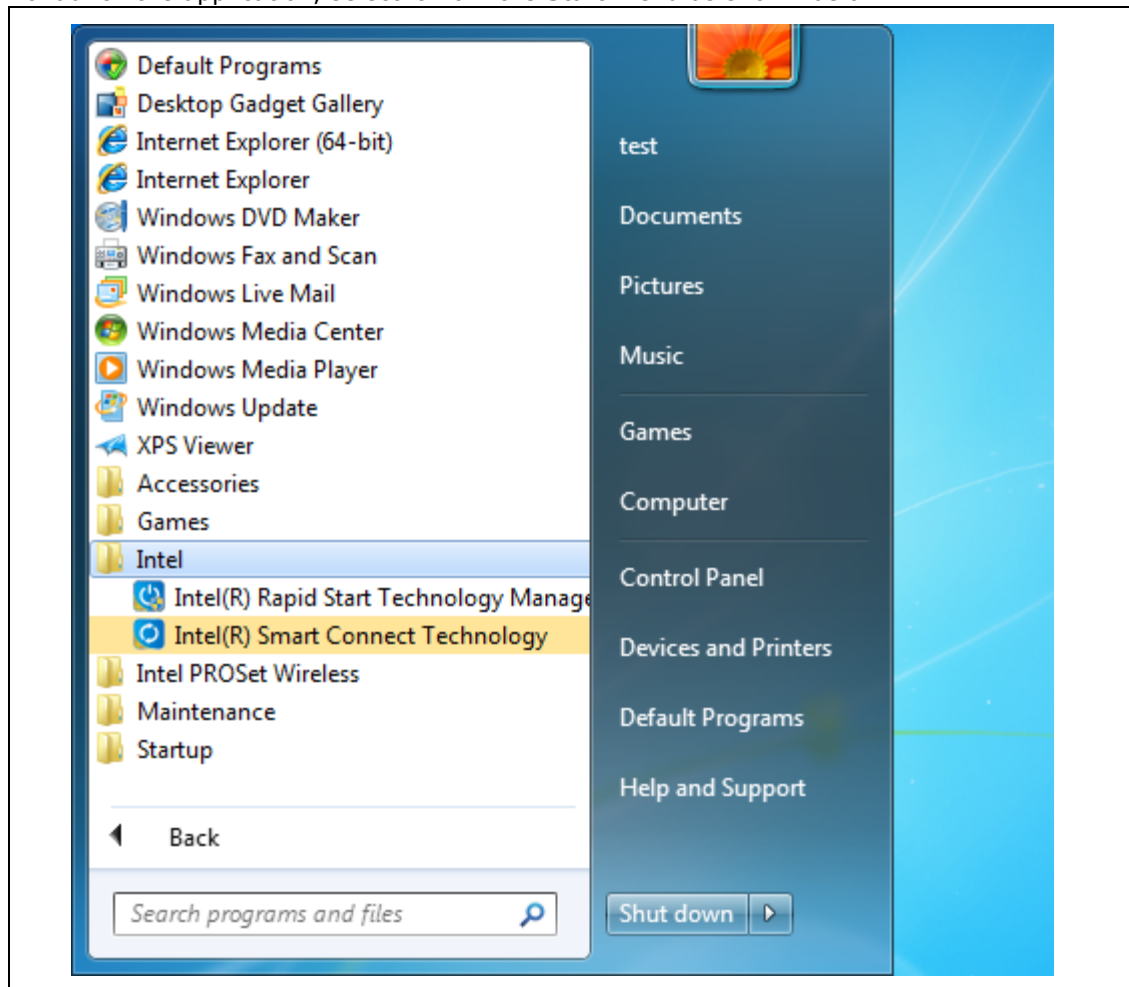 Default Programs
Desktop Gadget Gallery
Internet Explorer (64-bit)
Internet Explorer
Windows DVD Maker
Windows Fax and Scan
Windows Live Mail
Windows Media Center
Windows Media Player
Windows Update
XPS Viewer
Accessories
Games
Intel
Intel(R) Rapid Start Technology Manage
Intel(R) Smart Connect Technology
Intel PROSet Wireless
Maintenance
Startup
Back
Search programs and files
test
Documents
Pictures
Music
Games
Computer
Control Panel
Devices and Printers
Default Programs
Help and Support
Shut down